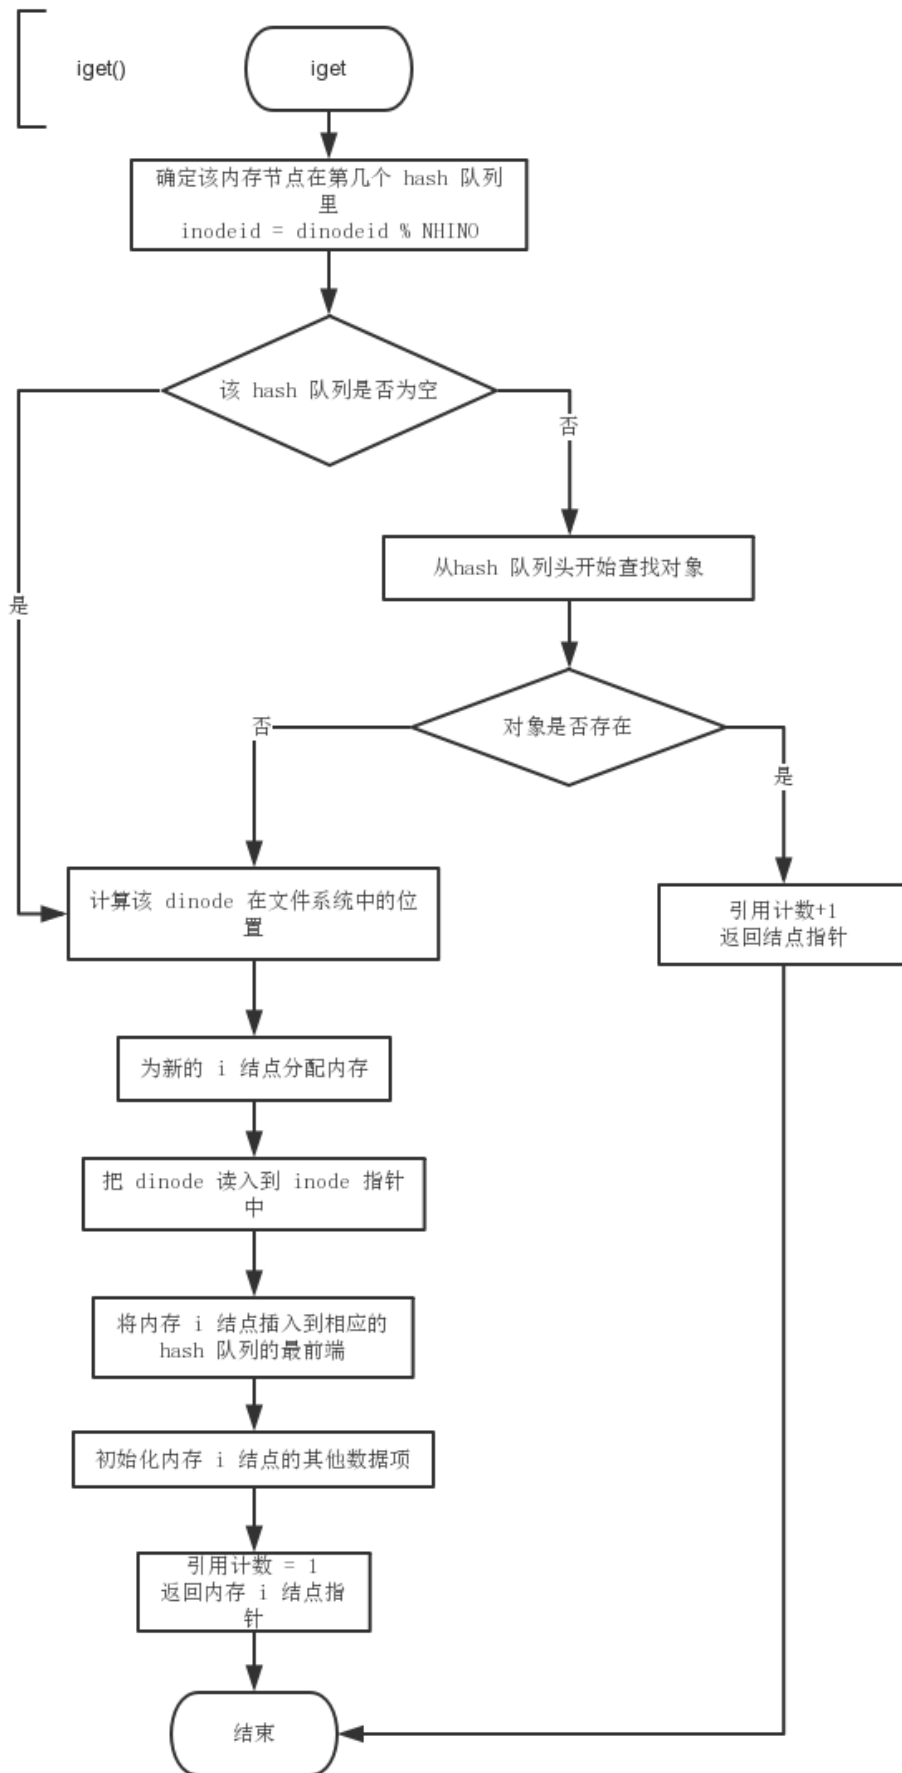 iget()
iget
确定该内存节点在第几个 hash 队列
里
inodeid = dinodeid % NHINO
该 hash 队列是否为空
否
从hash 队列头开始查找对象
是
对象是否存在
否
是
计算该 dinode 在文件系统中的位
置
引用计数+1
返回结点指针
为新的 i 结点分配内存
把 dinode 读入到 inode 指针
中
将内存 i 结点插入到相应的
hash 队列的最前端
初始化内存 i 结点的其他数据项
引用计数 = 1
返回内存 i 结点指
针
结束